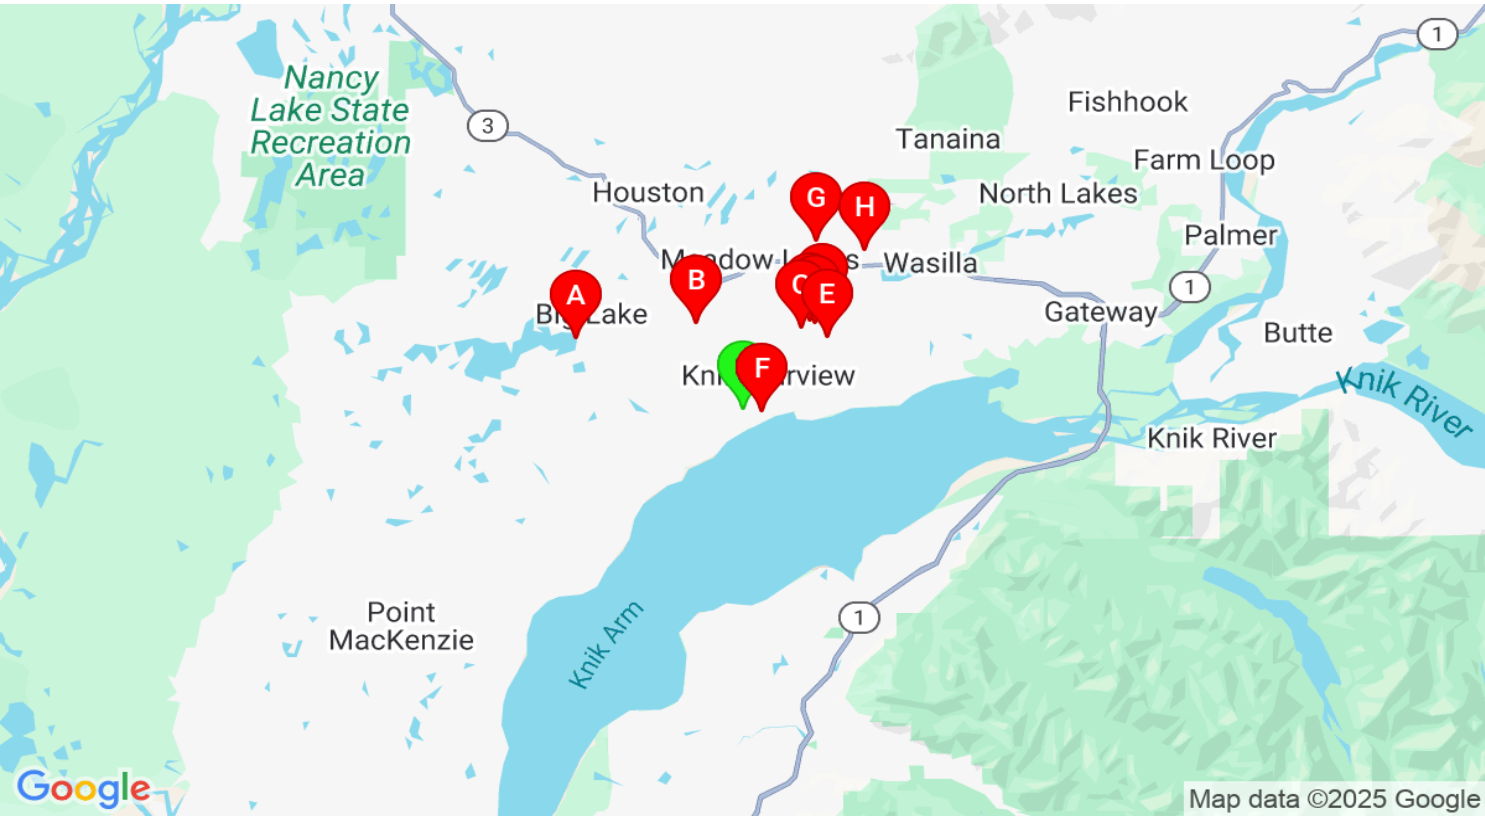 1
Nancy
Lake State
Recreation
Area
3
Fishhook
Tanaina
Farm Loop
Houston
North Lakes
G
H
Palmer
Wasilla
B
A
E
1
Gateway
Butte
Knik River
F
Knik River
1
Point
MacKenzie
Knik Arm
Google
Map data ©2025 Google